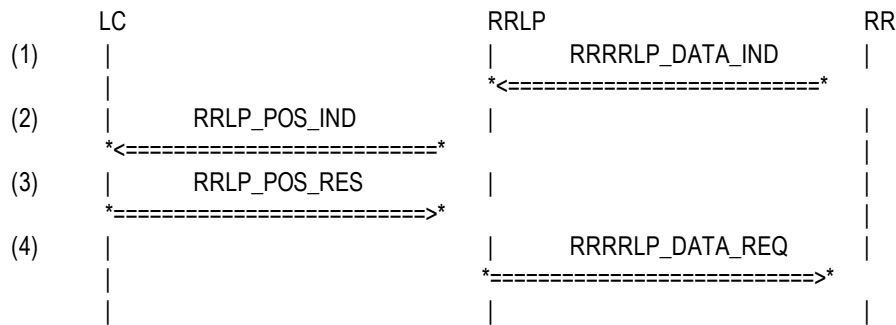 LC RRLP RR
(1) | | RRRRLP_DATA_IND |
| *<==========================*
(2) | RRLP_POS_IND | |
*<==========================* |
(3) | RRLP_POS_RES | |
*==========================>* |
(4) | | RRRRLP_DATA_REQ |
| *===========================>*
| | |